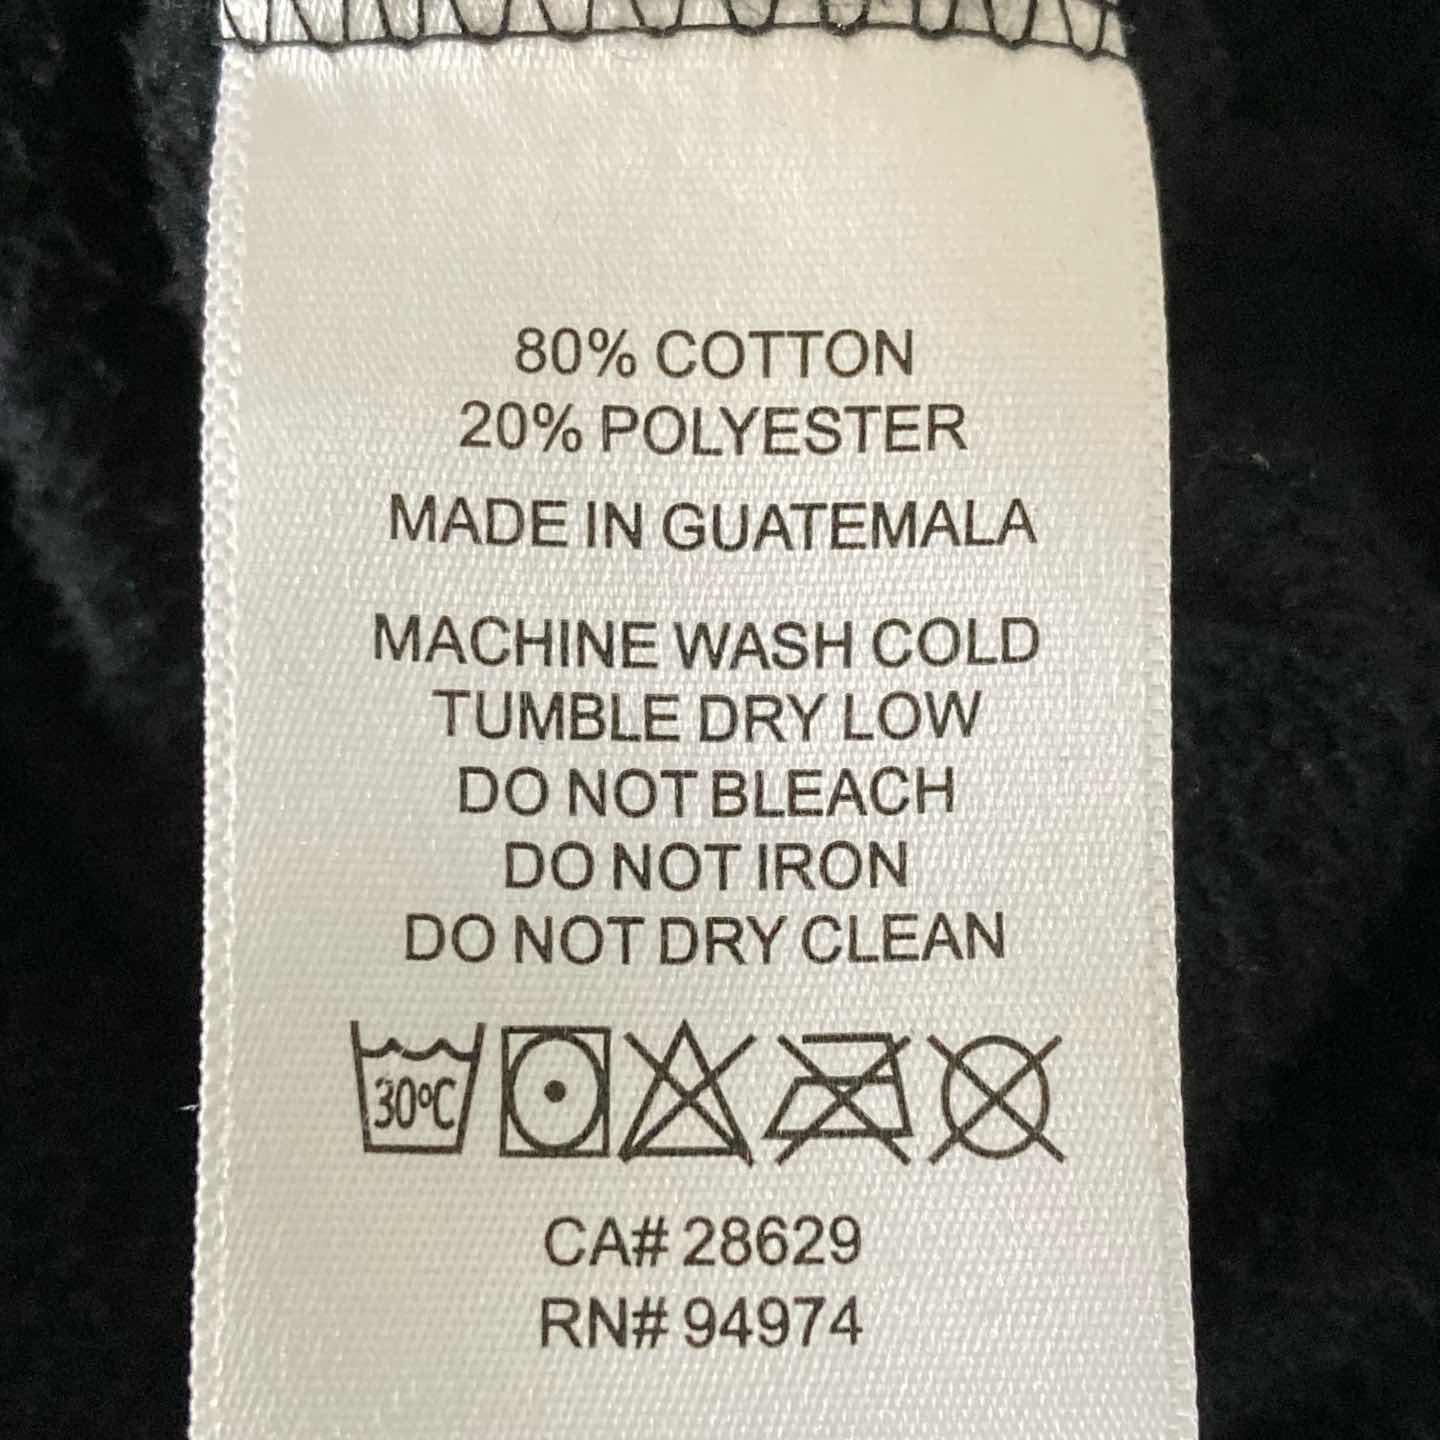 80% COTTON
20% POLYESTER
MADE IN GUATEMALA
MACHINE WASH COLD
TUMBLE DRY LOW
DO NOT BLEACH
DO NOT IRON
DO NOT DRY CLEAN
30ºC
CA# 28629
RN# 94974